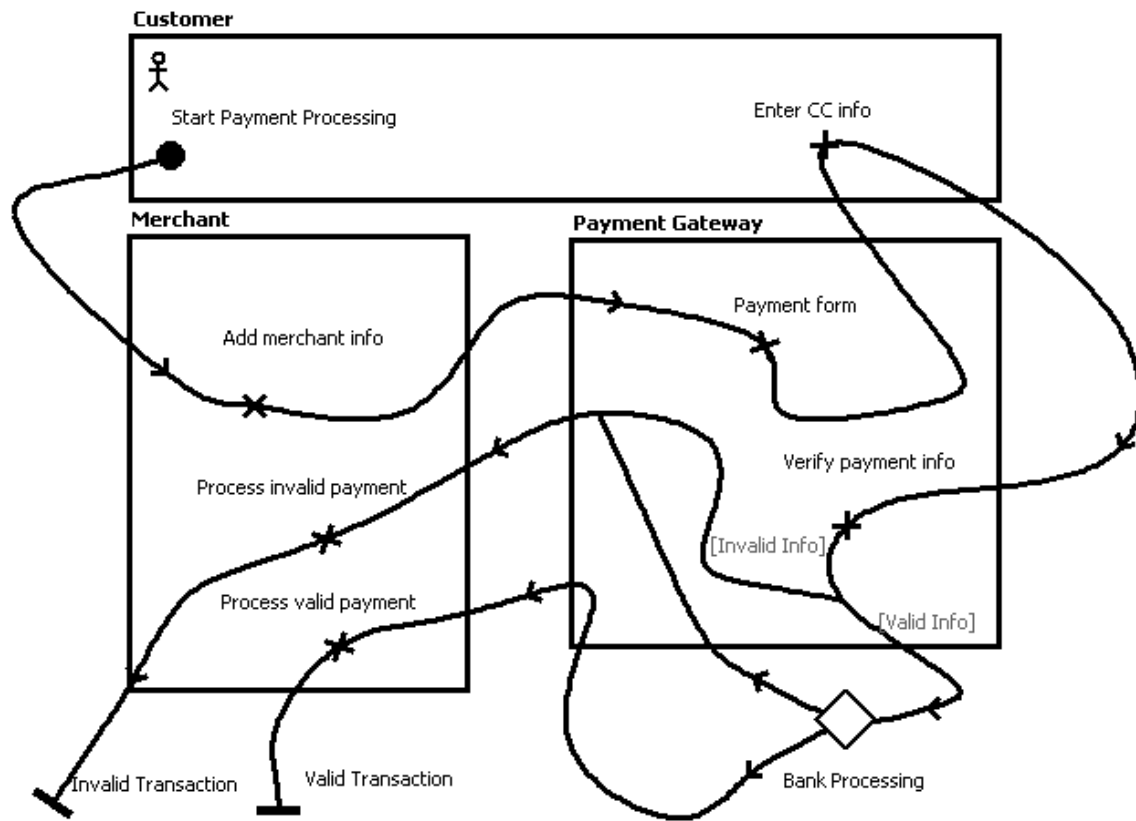 Customer
Start Payment Processing
Enter CC info
Merchant
Payment Gateway
Payment form
Add merchant info
Verify payment info
Process invalid payment
[Invalid Info]
Process valid payment
[Valid Info]
Invalid Transaction
Valid Transaction
Bank Processing